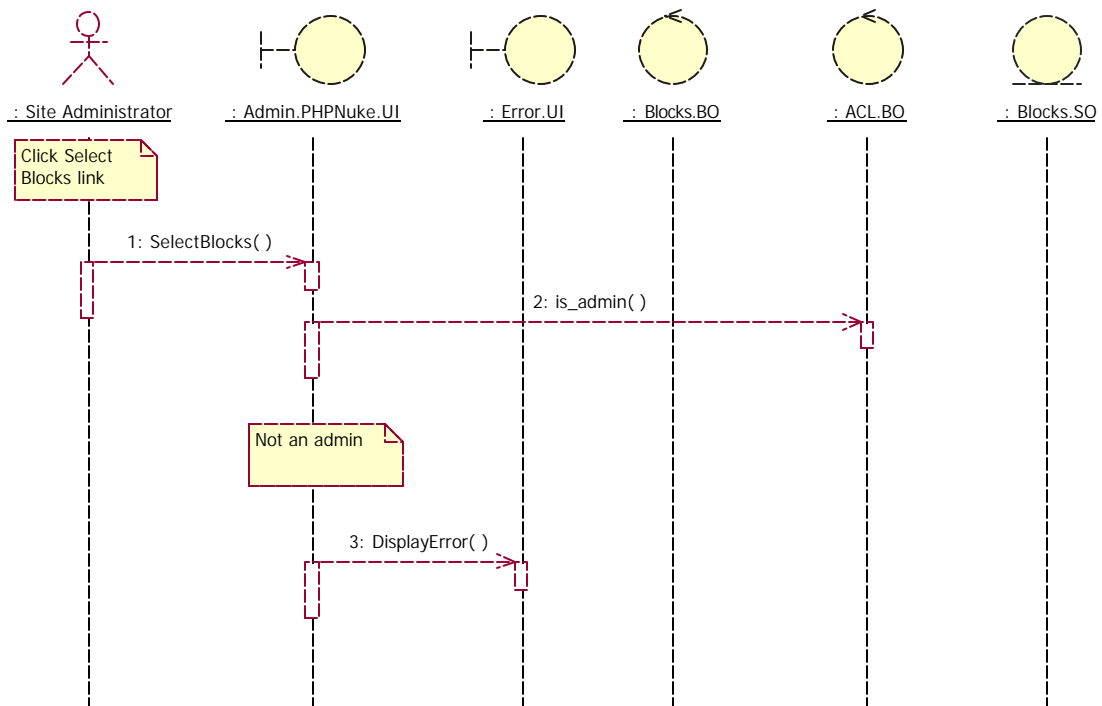 : Site Administrator
: Admin.PHPNuke.UI
: Error.UI
: Blocks.BO
: ACL.BO
: Blocks.SO
Click Select
Blocks link
1: SelectBlocks( )
2: is_admin( )
Not an admin
3: DisplayError( )